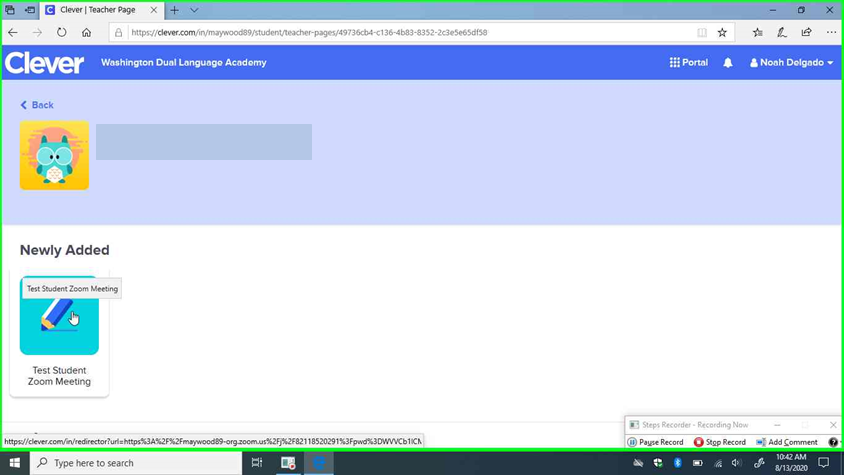 Clever | Teacher Page
https://clever.com/in/maywood89/student/teacher-pages/49736cb4-c136-4b83-8352-2c3e5e65df58
Clever
Washington Dual Language Academy
Portal
Noah Delgado
Back
Newly Added
Test Student Zoom Meeting
Test Student
Zoom Meeting
Steps Recorder - Recording Now
https://clever.com/in/redirector?url=https%3A%2F%2Fmaywood89-org.zoom.us%2Fj%2F82118520291%3Fpwd%3DWVVCb1lCM
Pause Record
Stop Record
Add Comment
Type here to search
10:42 AM
8/13/2020